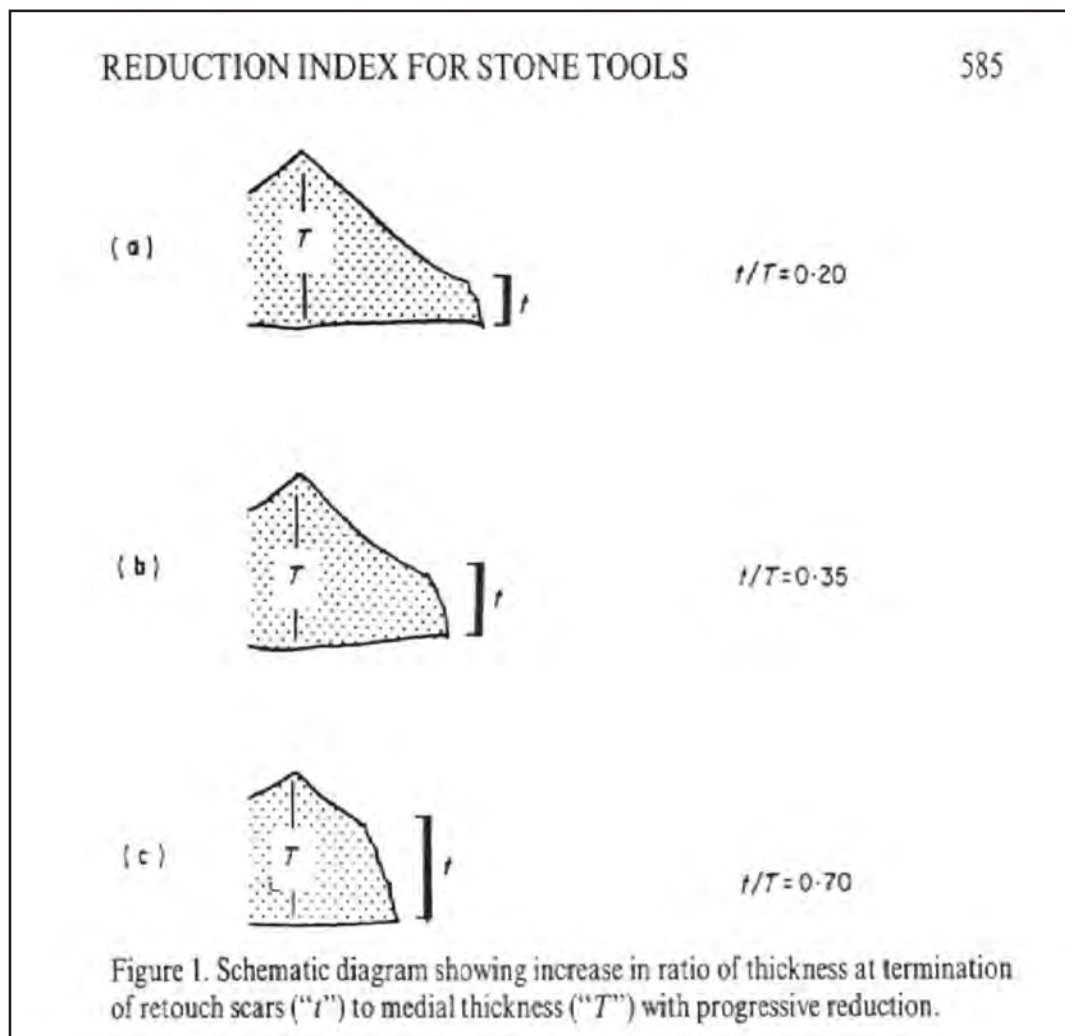 REDUCTION INDEX FOR STONE TOOLS 585
(a) T t t/T=0·20
(b) T t t/T=0·35
(c) T t t/T=0·70
Figure 1. Schematic diagram showing increase in ratio of thickness at termination
of retouch scars (“t”) to medial thickness (“T”) with progressive reduction.